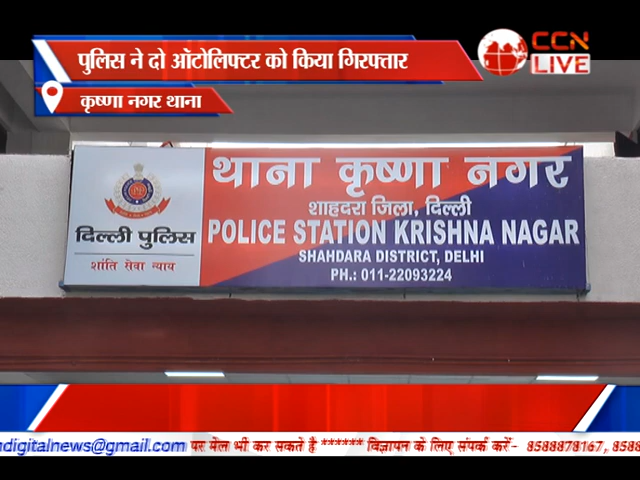 पुलिस ने दो ऑटोलिफ्टर को किया गिरफ्तार
CCN
LIVE
कृष्णा नगर थाना
थाना कृष्णा नगर
शाहदरा जिला, दिल्ली
दिल्ली पुलिस
शांति सेवा न्याय
POLICE STATION KRISHNA NAGAR
SHAHDARA DISTRICT, DELHI
PH.: 011-22093224
ndigitalnews@gmail.com पर मेल भी कर सकते है ****** विज्ञापन के लिए संपर्क करें - 8588878167, 8588